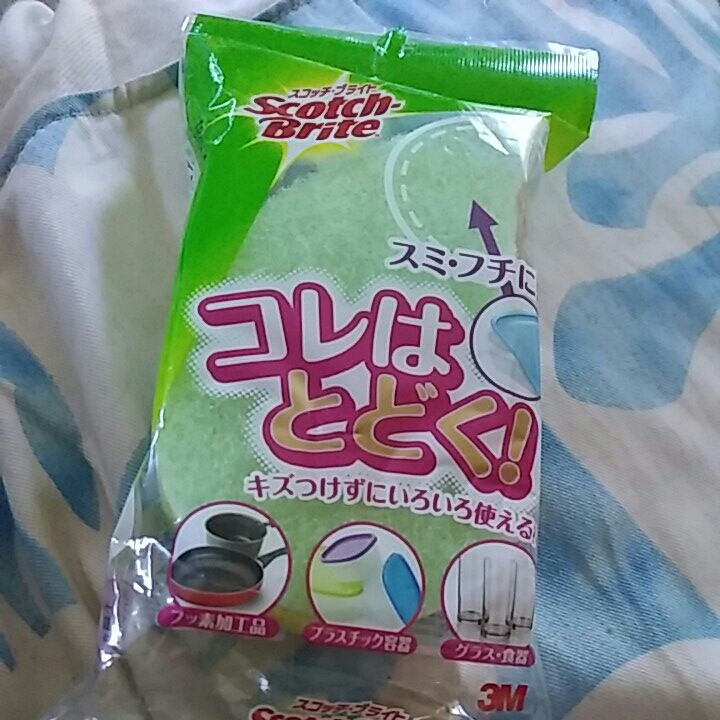 スコッチ・ブライト
Scotch-
Brite
スミ・フチに
コレは
とどく!
キズつけずにいろいろ使える
フッ素加工品
プラスチック容器
グラス・食器
3M
スコッチ・ブライト